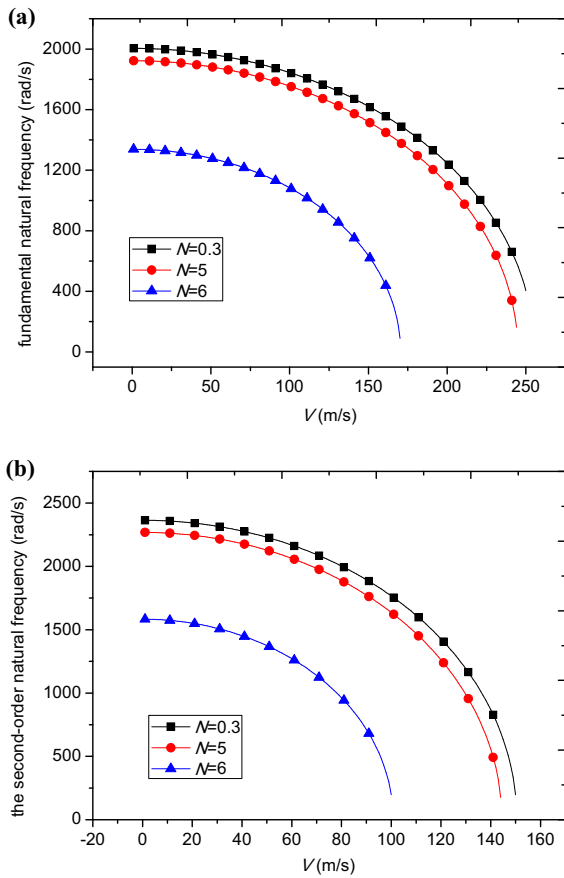 (a)
fundamental natural frequency (rad/s)
2000
1600
1200
800
400
0
N=0.3
N=5
N=6
0 50 100 150 200 250
V (m/s)
(b)
the second-order natural frequency (rad/s)
2500
2000
1500
1000
500
0
N=0.3
N=5
N=6
-20 0 20 40 60 80 100 120 140 160
V (m/s)